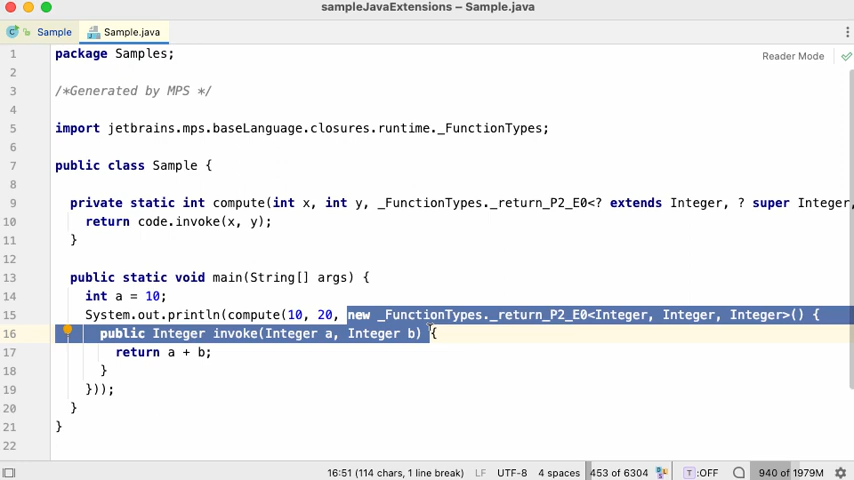 sampleJavaExtensions – Sample.java
Sample
Sample.java
Reader Mode
1 package Samples;
2
3 /*Generated by MPS */
4
5 import jetbrains.mps.baseLanguage.closures.runtime._FunctionTypes;
6
7 public class Sample {
8
9 private static int compute(int x, int y, _FunctionTypes._return_P2_E0<? extends Integer, ? super Integer,
10 return code.invoke(x, y);
11 }
12
13 public static void main(String[] args) {
14 int a = 10;
15 System.out.println(compute(10, 20, new _FunctionTypes._return_P2_E0<Integer, Integer, Integer>() {
16 public Integer invoke(Integer a, Integer b) {
17 return a + b;
18 }
19 }));
20 }
21 }
22
16:51 (114 chars, 1 line break) LF UTF-8 4 spaces 453 of 6304 T :OFF 940 of 1979M